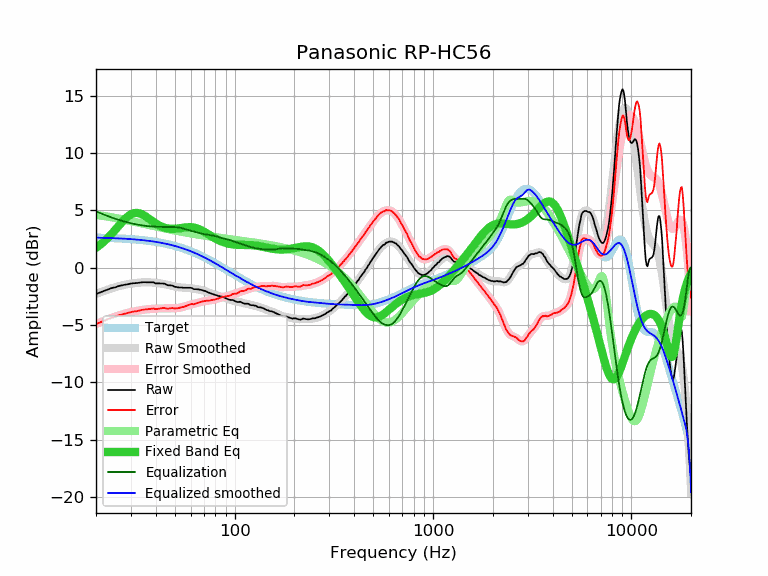 Panasonic RP-HC56
15
10
5
0
−5
−10
−15
−20
Amplitude (dBr)
Target
Raw Smoothed
Error Smoothed
Raw
Error
Parametric Eq
Fixed Band Eq
Equalization
Equalized smoothed
100
1000
10000
Frequency (Hz)